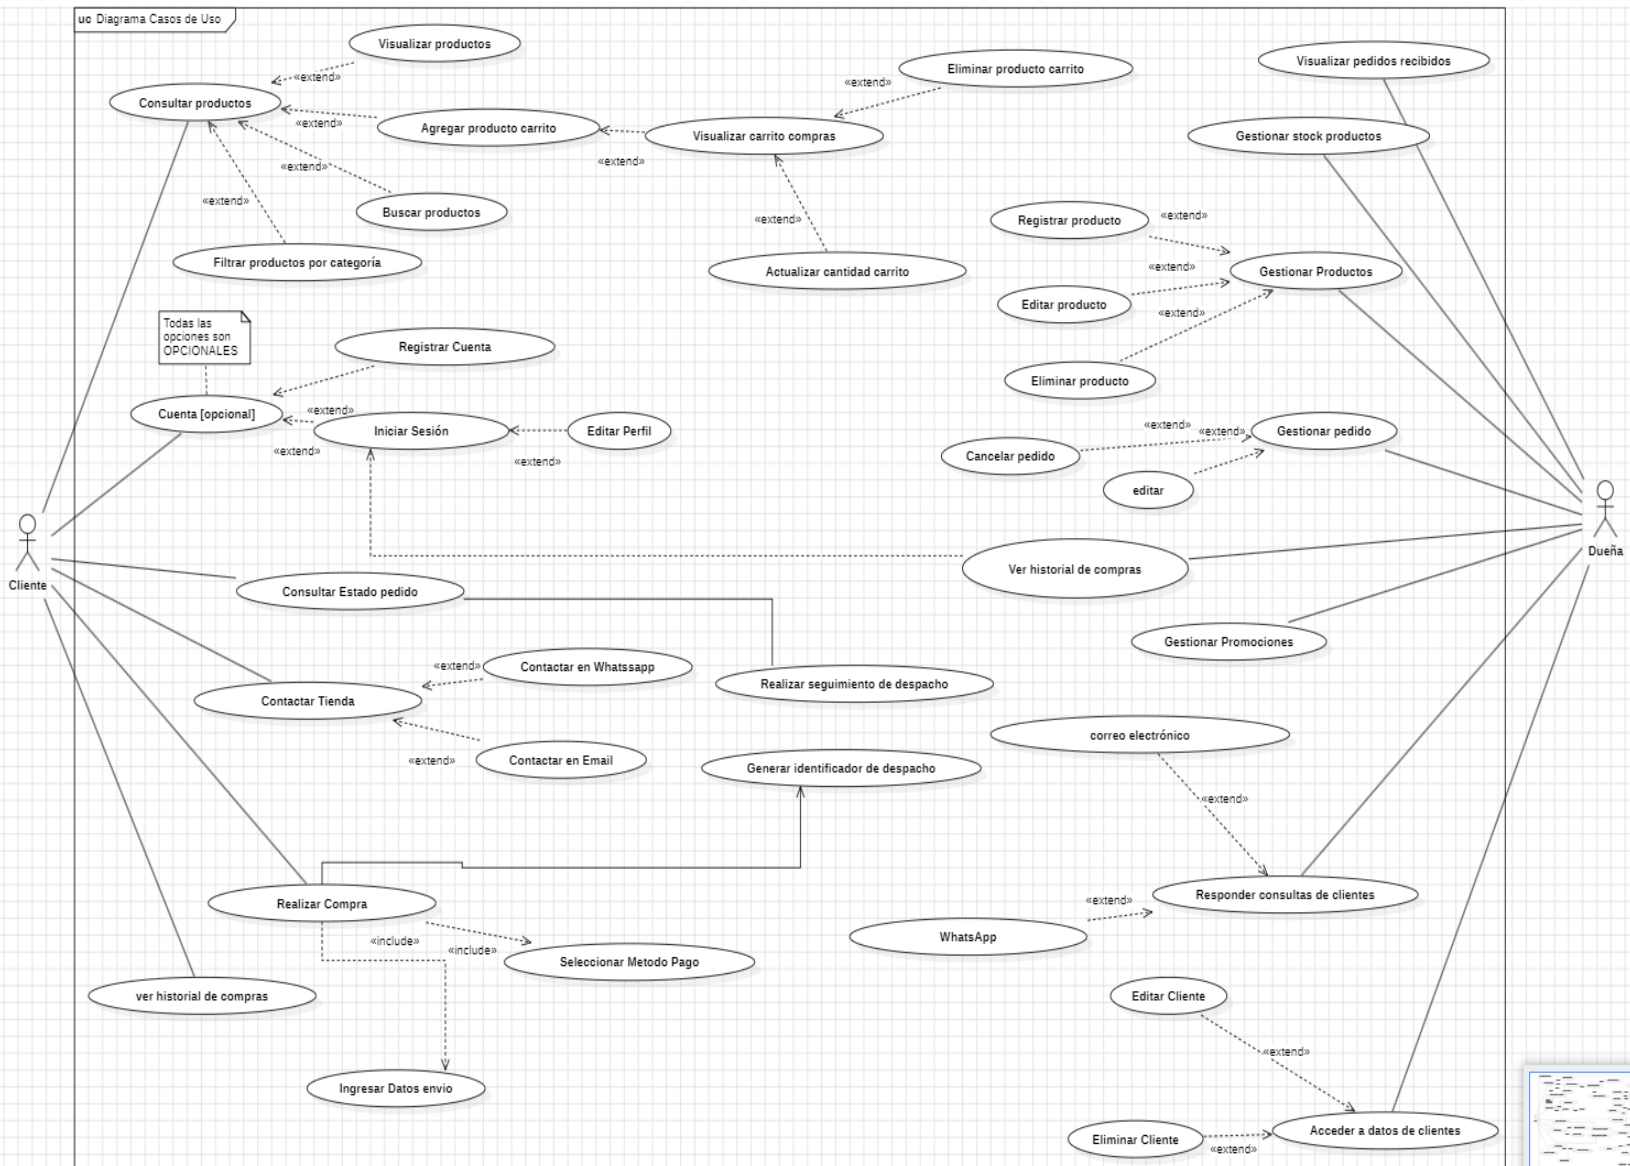 uc Diagrama Casos de Uso
Visualizar productos
«extend»
Consultar productos
«extend»
Agregar producto carrito
«extend»
Buscar productos
«extend»
Filtrar productos por categoría
Eliminar producto carrito
«extend»
Visualizar carrito compras
«extend»
«extend»
Actualizar cantidad carrito
Visualizar pedidos recibidos
Gestionar stock productos
Registrar producto
«extend»
«extend»
Gestionar Productos
Editar producto
«extend»
Eliminar producto
Todas las
opciones son
OPCIONALES
Registrar Cuenta
Cuenta [opcional]
«extend»
Iniciar Sesión
Editar Perfil
«extend»
«extend»
«extend»
«extend»
Gestionar pedido
Cancelar pedido
editar
Cliente
Dueña
Ver historial de compras
Consultar Estado pedido
Gestionar Promociones
«extend»
Contactar en Whatssapp
Realizar seguimiento de despacho
Contactar Tienda
«extend»
Contactar en Email
correo electrónico
Generar identificador de despacho
«extend»
Realizar Compra
Responder consultas de clientes
«extend»
WhatsApp
«include»
«include»
Seleccionar Metodo Pago
ver historial de compras
Editar Cliente
«extend»
Ingresar Datos envio
Eliminar Cliente
«extend»
Acceder a datos de clientes